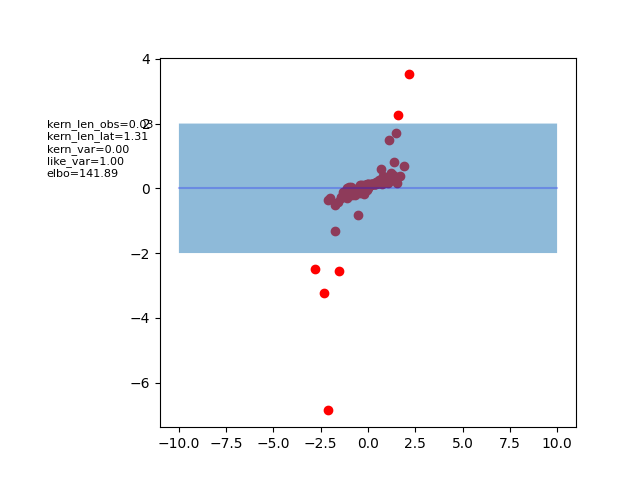 kern_len_obs=0.03
kern_len_lat=1.31
kern_var=0.00
like_var=1.00
elbo=141.89
4
2
0
−2
−4
−6
−10.0 −7.5 −5.0 −2.5 0.0 2.5 5.0 7.5 10.0